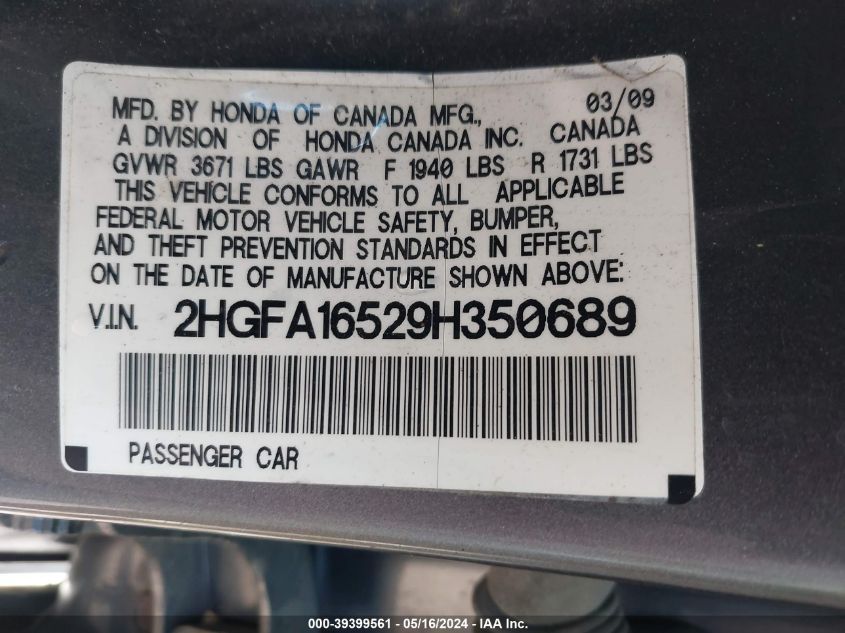 MFD. BY HONDA OF CANADA MFG., 03/09
A DIVISION OF HONDA CANADA INC. CANADA
GVWR 3671 LBS GAWR F 1940 LBS R 1731 LBS
THIS VEHICLE CONFORMS TO ALL APPLICABLE
FEDERAL MOTOR VEHICLE SAFETY, BUMPER,
AND THEFT PREVENTION STANDARDS IN EFFECT
ON THE DATE OF MANUFACTURE SHOWN ABOVE:
V.I.N. 2HGFA16529H350689
PASSENGER CAR
000-39399561 - 05/16/2024 - IAA Inc.